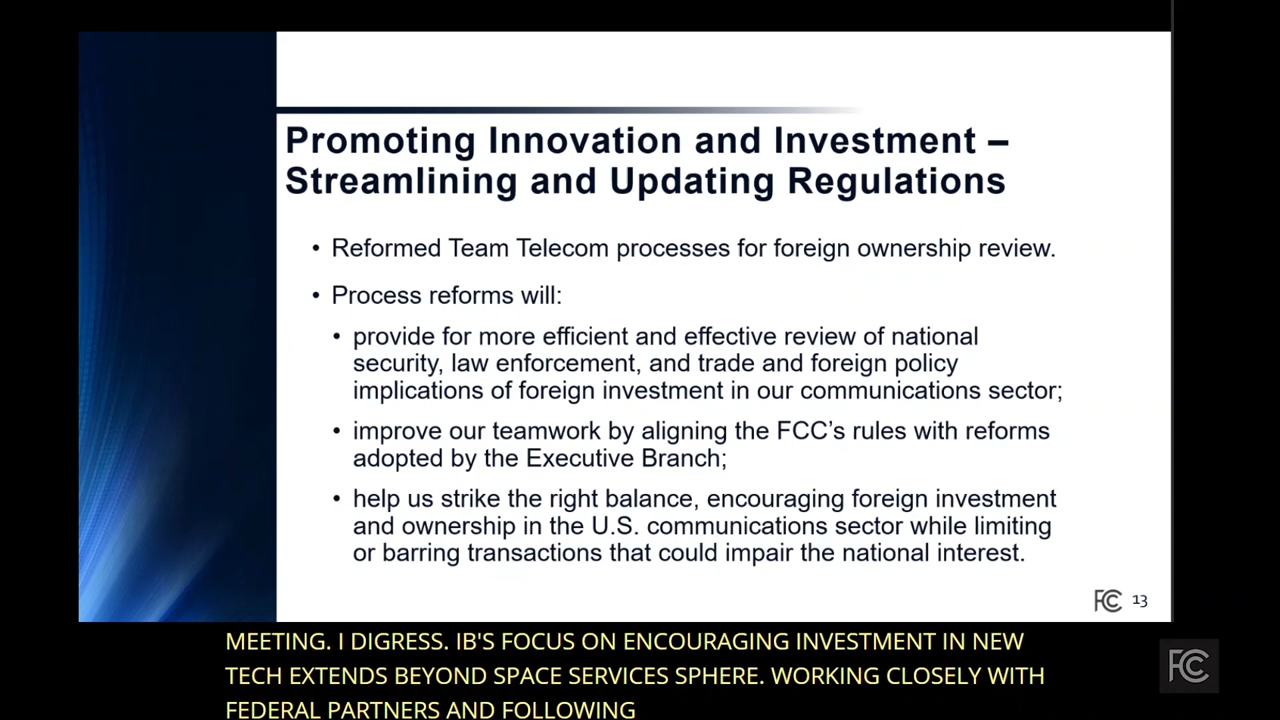 Promoting Innovation and Investment –
Streamlining and Updating Regulations
• Reformed Team Telecom processes for foreign ownership review.
• Process reforms will:
• provide for more efficient and effective review of national
security, law enforcement, and trade and foreign policy
implications of foreign investment in our communications sector;
• improve our teamwork by aligning the FCC’s rules with reforms
adopted by the Executive Branch;
• help us strike the right balance, encouraging foreign investment
and ownership in the U.S. communications sector while limiting
or barring transactions that could impair the national interest.
FCC 13
MEETING. I DIGRESS. IB'S FOCUS ON ENCOURAGING INVESTMENT IN NEW
TECH EXTENDS BEYOND SPACE SERVICES SPHERE. WORKING CLOSELY WITH
FEDERAL PARTNERS AND FOLLOWING
FCC